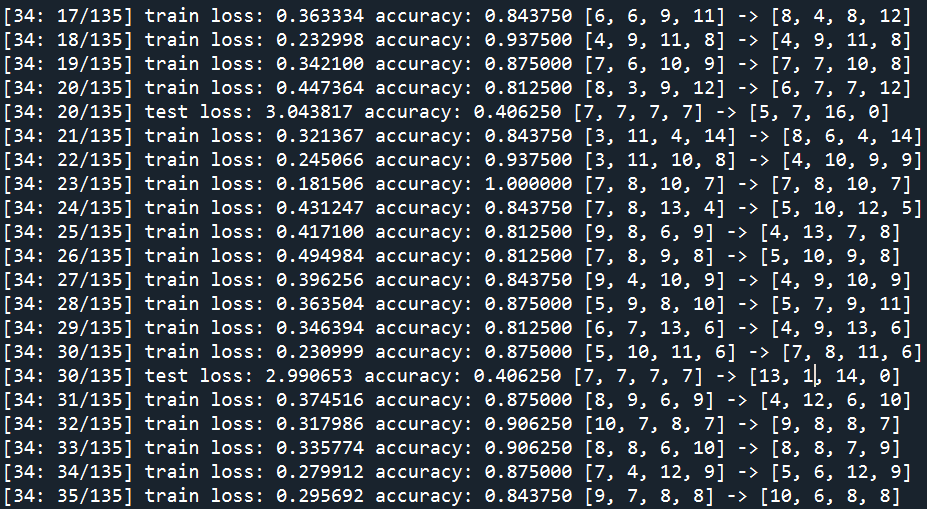 [34: 17/135] train loss: 0.363334 accuracy: 0.843750 [6, 6, 9, 11] -> [8, 4, 8, 12]
[34: 18/135] train loss: 0.232998 accuracy: 0.937500 [4, 9, 11, 8] -> [4, 9, 11, 8]
[34: 19/135] train loss: 0.342100 accuracy: 0.875000 [7, 6, 10, 9] -> [7, 7, 10, 8]
[34: 20/135] train loss: 0.447364 accuracy: 0.812500 [8, 3, 9, 12] -> [6, 7, 7, 12]
[34: 20/135] test loss: 3.043817 accuracy: 0.406250 [7, 7, 7, 7] -> [5, 7, 16, 0]
[34: 21/135] train loss: 0.321367 accuracy: 0.843750 [3, 11, 4, 14] -> [8, 6, 4, 14]
[34: 22/135] train loss: 0.245066 accuracy: 0.937500 [3, 11, 10, 8] -> [4, 10, 9, 9]
[34: 23/135] train loss: 0.181506 accuracy: 1.000000 [7, 8, 10, 7] -> [7, 8, 10, 7]
[34: 24/135] train loss: 0.431247 accuracy: 0.843750 [7, 8, 13, 4] -> [5, 10, 12, 5]
[34: 25/135] train loss: 0.417100 accuracy: 0.812500 [9, 8, 6, 9] -> [4, 13, 7, 8]
[34: 26/135] train loss: 0.494984 accuracy: 0.812500 [7, 8, 9, 8] -> [5, 10, 9, 8]
[34: 27/135] train loss: 0.396256 accuracy: 0.843750 [9, 4, 10, 9] -> [4, 9, 10, 9]
[34: 28/135] train loss: 0.363504 accuracy: 0.875000 [5, 9, 8, 10] -> [5, 7, 9, 11]
[34: 29/135] train loss: 0.346394 accuracy: 0.812500 [6, 7, 13, 6] -> [4, 9, 13, 6]
[34: 30/135] train loss: 0.230999 accuracy: 0.875000 [5, 10, 11, 6] -> [7, 8, 11, 6]
[34: 30/135] test loss: 2.990653 accuracy: 0.406250 [7, 7, 7, 7] -> [13, 1, 14, 0]
[34: 31/135] train loss: 0.374516 accuracy: 0.875000 [8, 9, 6, 9] -> [4, 12, 6, 10]
[34: 32/135] train loss: 0.317986 accuracy: 0.906250 [10, 7, 8, 7] -> [9, 8, 8, 7]
[34: 33/135] train loss: 0.335774 accuracy: 0.906250 [8, 8, 6, 10] -> [8, 8, 7, 9]
[34: 34/135] train loss: 0.279912 accuracy: 0.875000 [7, 4, 12, 9] -> [5, 6, 12, 9]
[34: 35/135] train loss: 0.295692 accuracy: 0.843750 [9, 7, 8, 8] -> [10, 6, 8, 8]